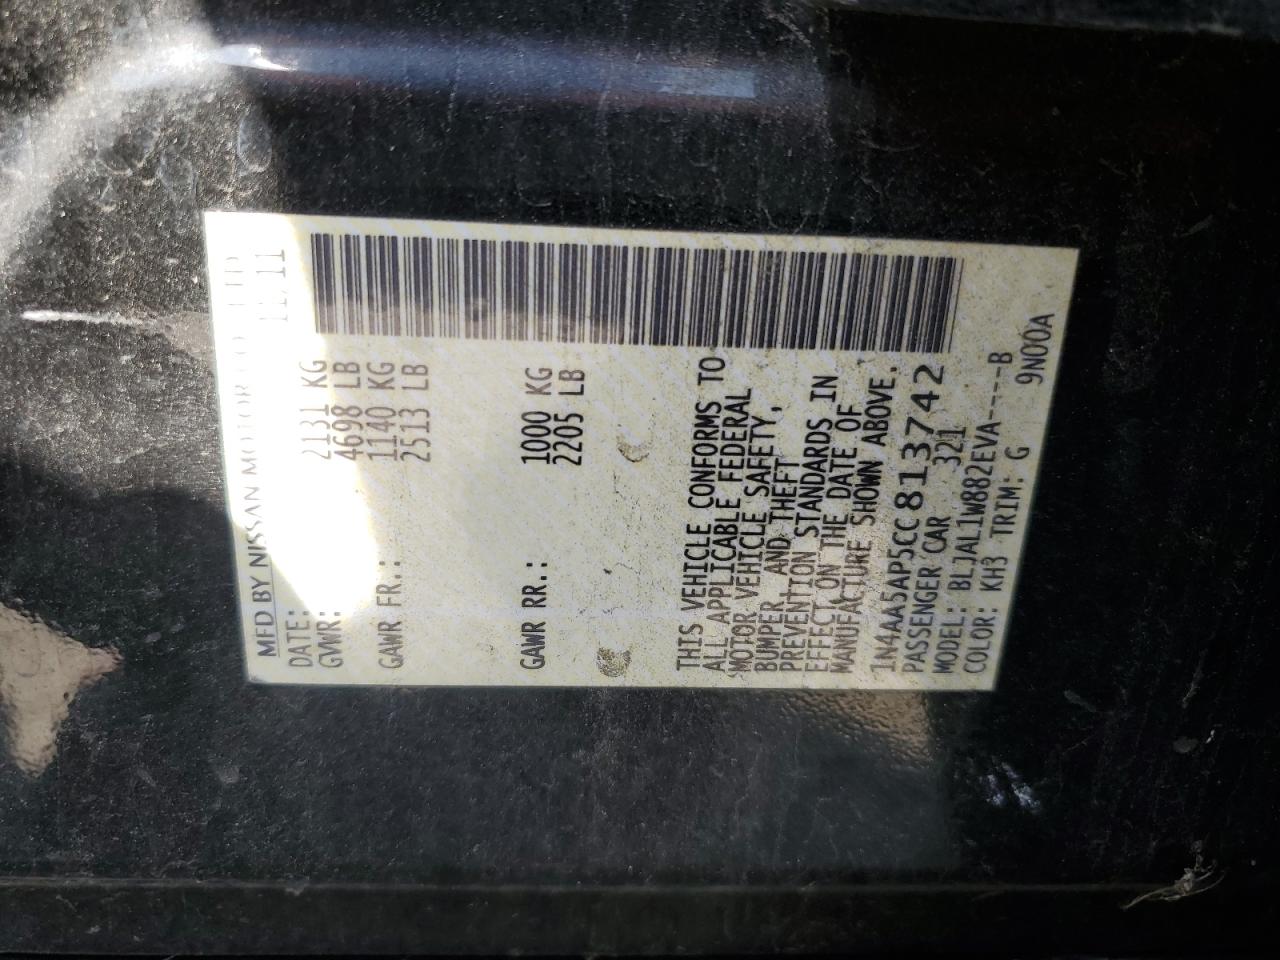 MFD BY NISSAN MOTOR CO LTD
DATE: 11/11
GVWR: 2131 KG
4698 LB
GAWR FR.: 1140 KG
2513 LB
GAWR RR.: 1000 KG
2205 LB
THIS VEHICLE CONFORMS TO
ALL APPLICABLE FEDERAL
MOTOR VEHICLE SAFETY,
BUMPER AND THEFT
PREVENTION STANDARDS IN
EFFECT ON THE DATE OF
MANUFACTURE SHOWN ABOVE.
1N4AA5AP5CC813742
PASSENGER CAR 321
MODEL: BLJAL1W882EVA----B
COLOR: KH3 TRIM: G 9N00A